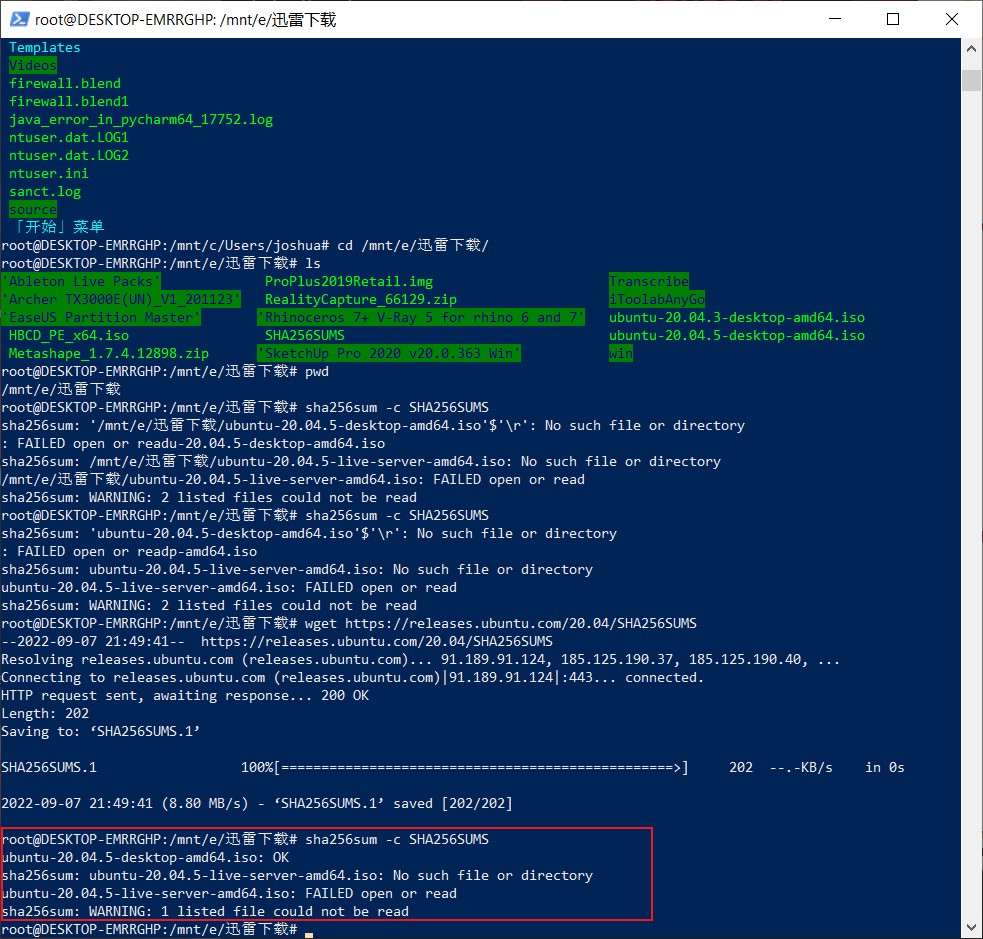 root@DESKTOP-EMRRGHP: /mnt/e/迅雷下载
Templates
Videos
firewall.blend
firewall.blend1
java_error_in_pycharm64_17752.log
ntuser.dat.LOG1
ntuser.dat.LOG2
ntuser.ini
sanct.log
source
「开始」菜单
root@DESKTOP-EMRRGHP:/mnt/c/Users/joshua# cd /mnt/e/迅雷下载/
root@DESKTOP-EMRRGHP:/mnt/e/迅雷下载# ls
'Ableton Live Packs' ProPlus2019Retail.img Transcribe
'Archer TX3000E(UN)_V1_201123' RealityCapture_66129.zip iToolabAnyGo
'EaseUS Partition Master' 'Rhinoceros 7+ V-Ray 5 for rhino 6 and 7' ubuntu-20.04.3-desktop-amd64.iso
HBCD_PE_x64.iso SHA256SUMS ubuntu-20.04.5-desktop-amd64.iso
Metashape_1.7.4.12898.zip 'SketchUp Pro 2020 v20.0.363 Win' win
root@DESKTOP-EMRRGHP:/mnt/e/迅雷下载# pwd
/mnt/e/迅雷下载
root@DESKTOP-EMRRGHP:/mnt/e/迅雷下载# sha256sum -c SHA256SUMS
sha256sum: '/mnt/e/迅雷下载/ubuntu-20.04.5-desktop-amd64.iso'$'\r': No such file or directory
: FAILED open or readu-20.04.5-desktop-amd64.iso
sha256sum: /mnt/e/迅雷下载/ubuntu-20.04.5-live-server-amd64.iso: No such file or directory
/mnt/e/迅雷下载/ubuntu-20.04.5-live-server-amd64.iso: FAILED open or read
sha256sum: WARNING: 2 listed files could not be read
root@DESKTOP-EMRRGHP:/mnt/e/迅雷下载# sha256sum -c SHA256SUMS
sha256sum: 'ubuntu-20.04.5-desktop-amd64.iso'$'\r': No such file or directory
: FAILED open or readp-amd64.iso
sha256sum: ubuntu-20.04.5-live-server-amd64.iso: No such file or directory
ubuntu-20.04.5-live-server-amd64.iso: FAILED open or read
sha256sum: WARNING: 2 listed files could not be read
root@DESKTOP-EMRRGHP:/mnt/e/迅雷下载# wget https://releases.ubuntu.com/20.04/SHA256SUMS
--2022-09-07 21:49:41-- https://releases.ubuntu.com/20.04/SHA256SUMS
Resolving releases.ubuntu.com (releases.ubuntu.com)... 91.189.91.124, 185.125.190.37, 185.125.190.40, ...
Connecting to releases.ubuntu.com (releases.ubuntu.com)|91.189.91.124|:443... connected.
HTTP request sent, awaiting response... 200 OK
Length: 202
Saving to: ‘SHA256SUMS.1’
SHA256SUMS.1 100%[=================================================>] 202 --.-KB/s in 0s
2022-09-07 21:49:41 (8.80 MB/s) - ‘SHA256SUMS.1’ saved [202/202]
root@DESKTOP-EMRRGHP:/mnt/e/迅雷下载# sha256sum -c SHA256SUMS
ubuntu-20.04.5-desktop-amd64.iso: OK
sha256sum: ubuntu-20.04.5-live-server-amd64.iso: No such file or directory
ubuntu-20.04.5-live-server-amd64.iso: FAILED open or read
sha256sum: WARNING: 1 listed file could not be read
root@DESKTOP-EMRRGHP:/mnt/e/迅雷下载#